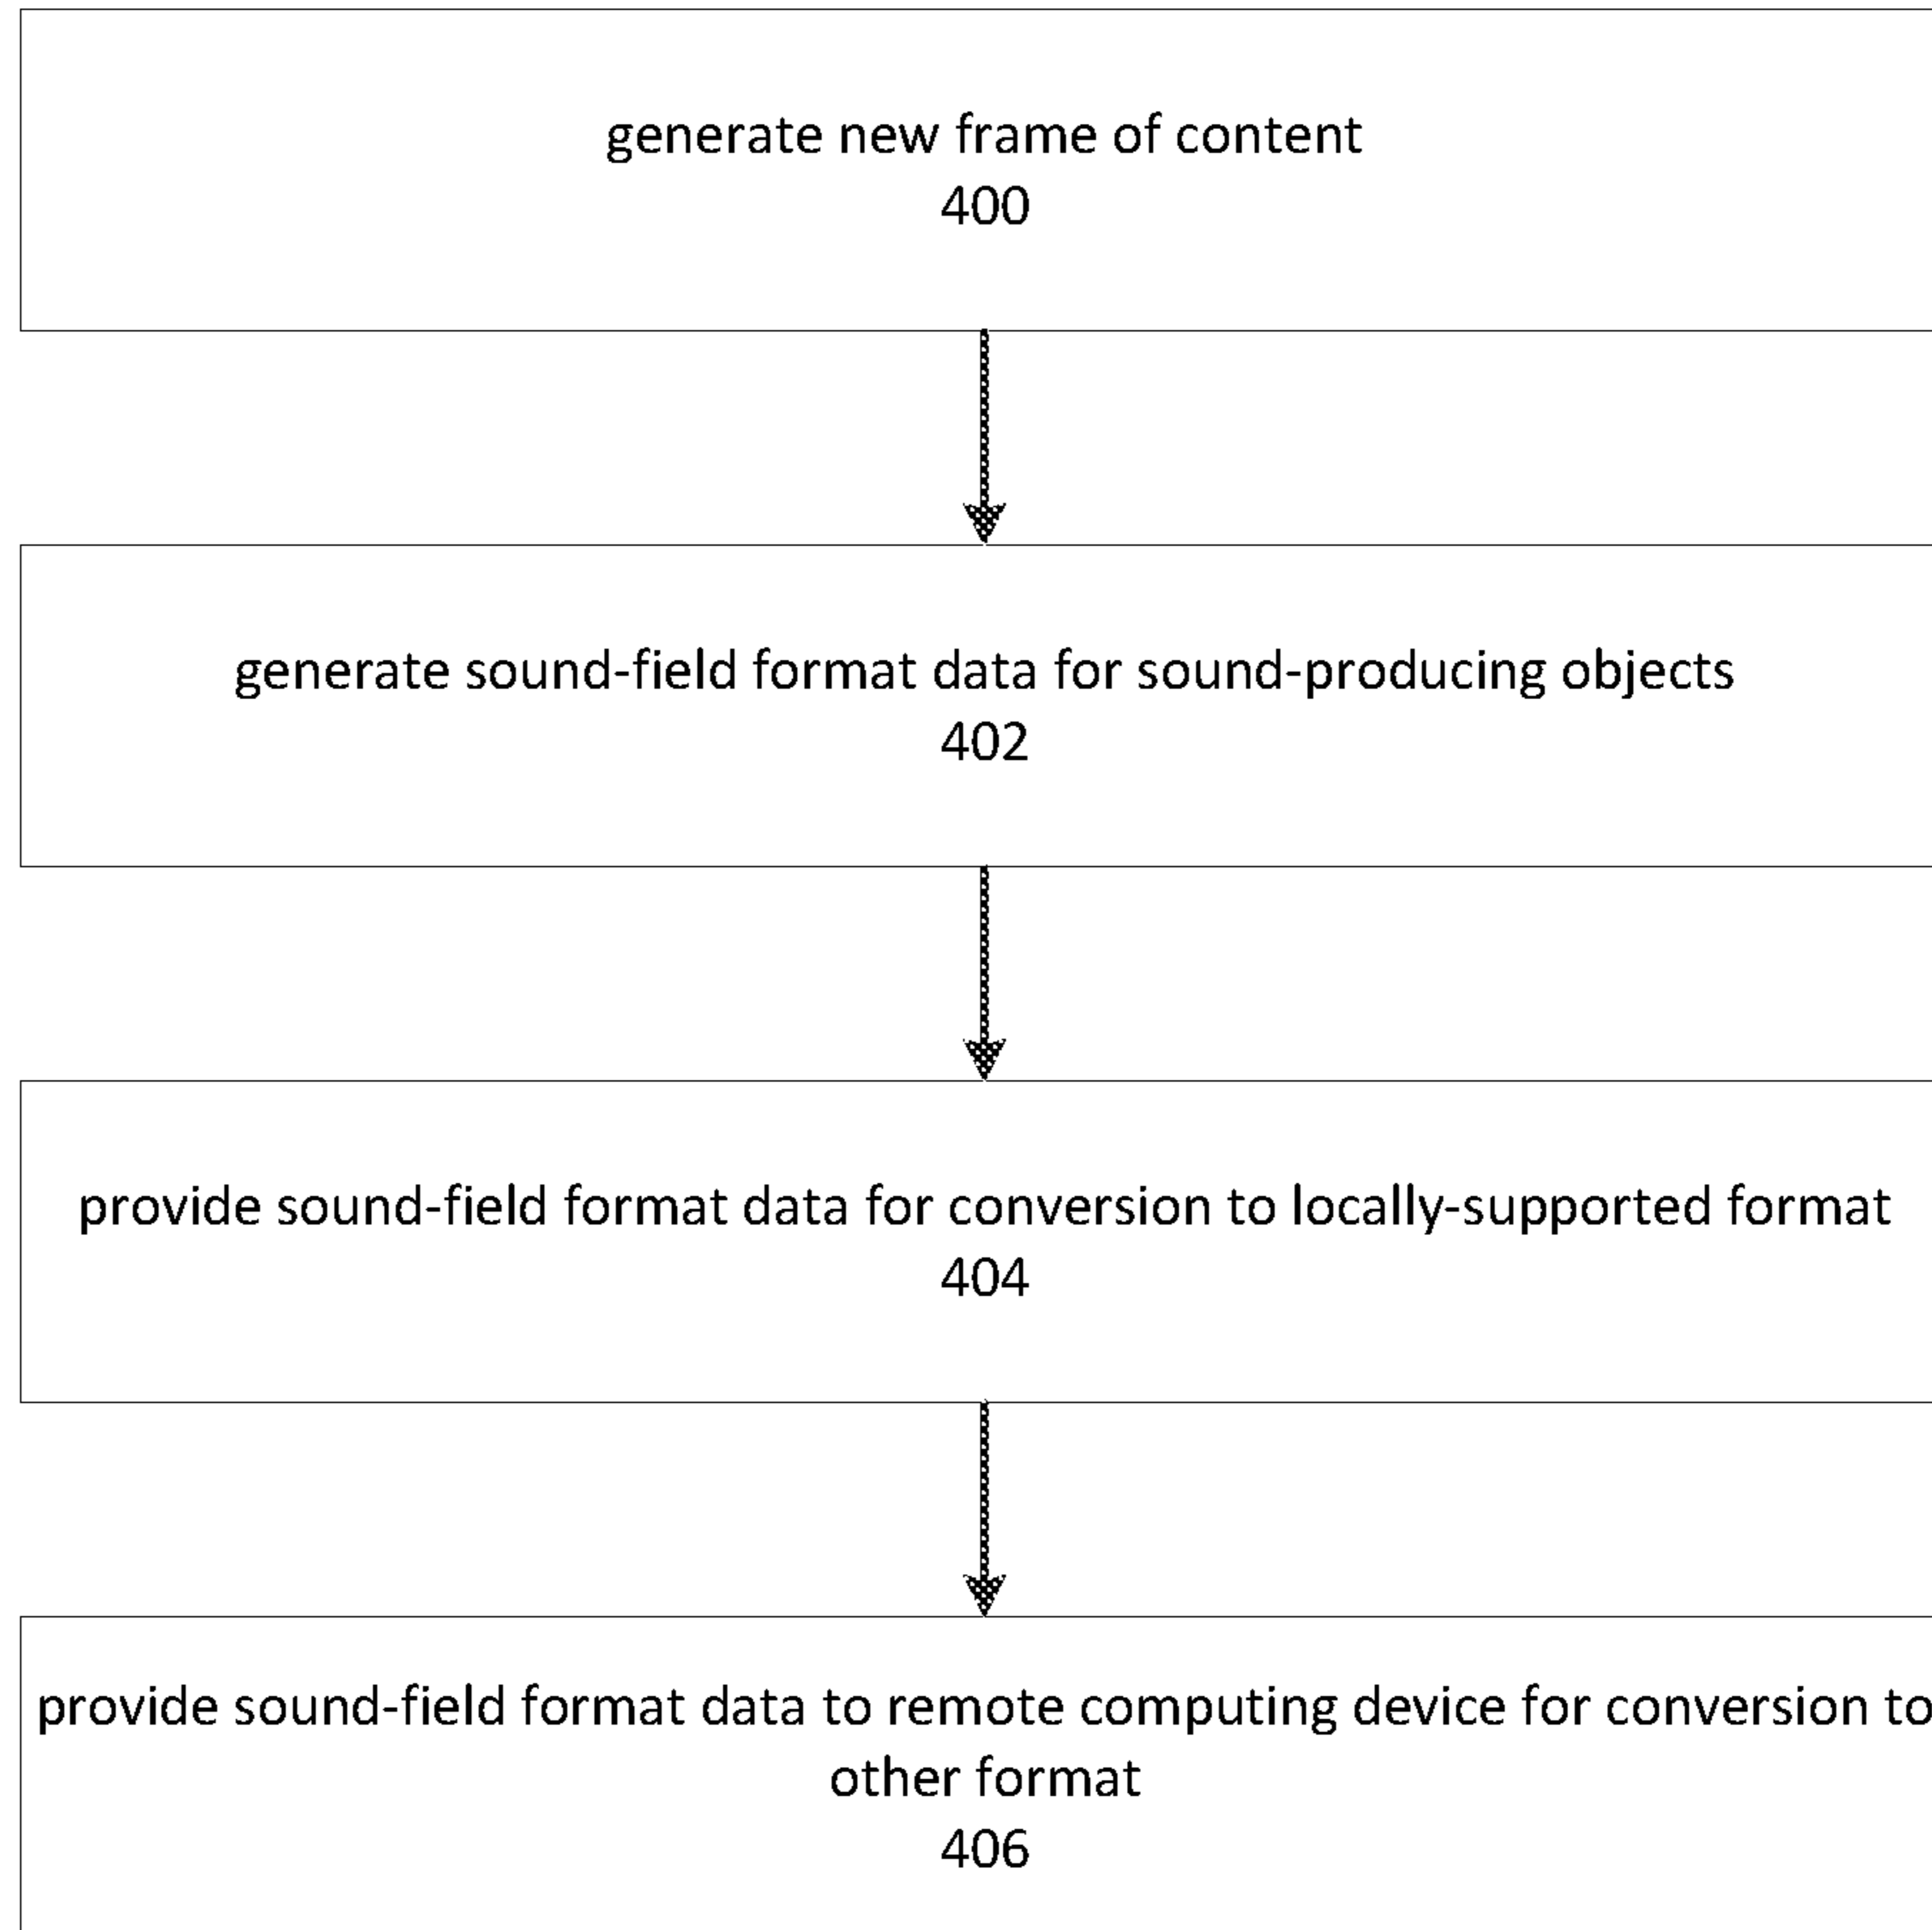 generate new frame of content
400
generate sound-field format data for sound-producing objects
402
provide sound-field format data for conversion to locally-supported format
404
provide sound-field format data to remote computing device for conversion to
other format
406